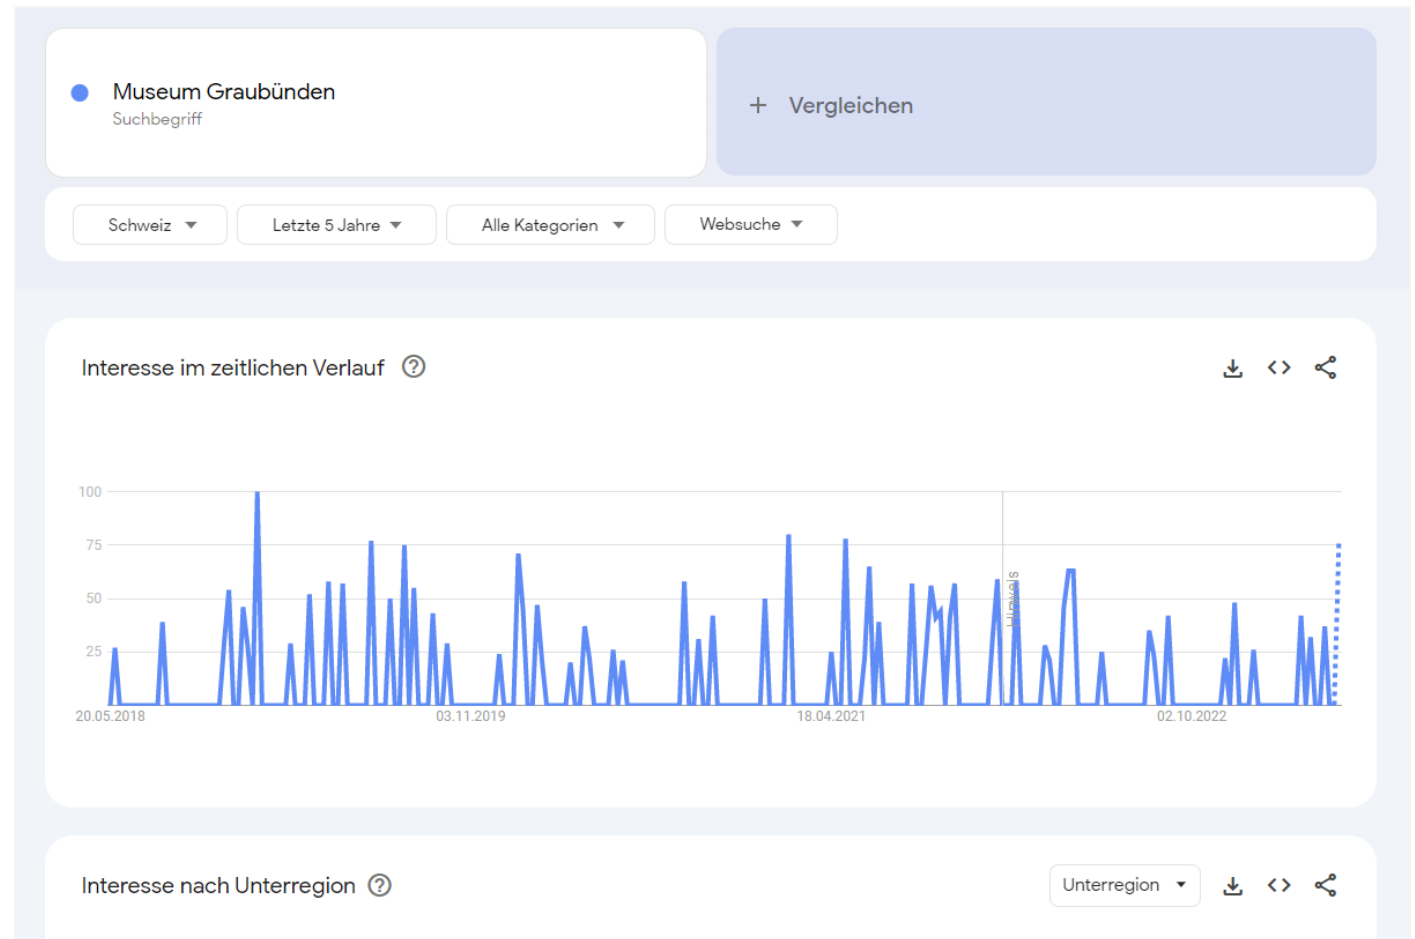 Museum Graubünden
Suchbegriff
+ Vergleichen
Schweiz
Letzte 5 Jahre
Alle Kategorien
Websuche
Interesse im zeitlichen Verlauf
100
75
50
25
Hinweis
20.05.2018
03.11.2019
18.04.2021
02.10.2022
Interesse nach Unterregion
Unterregion